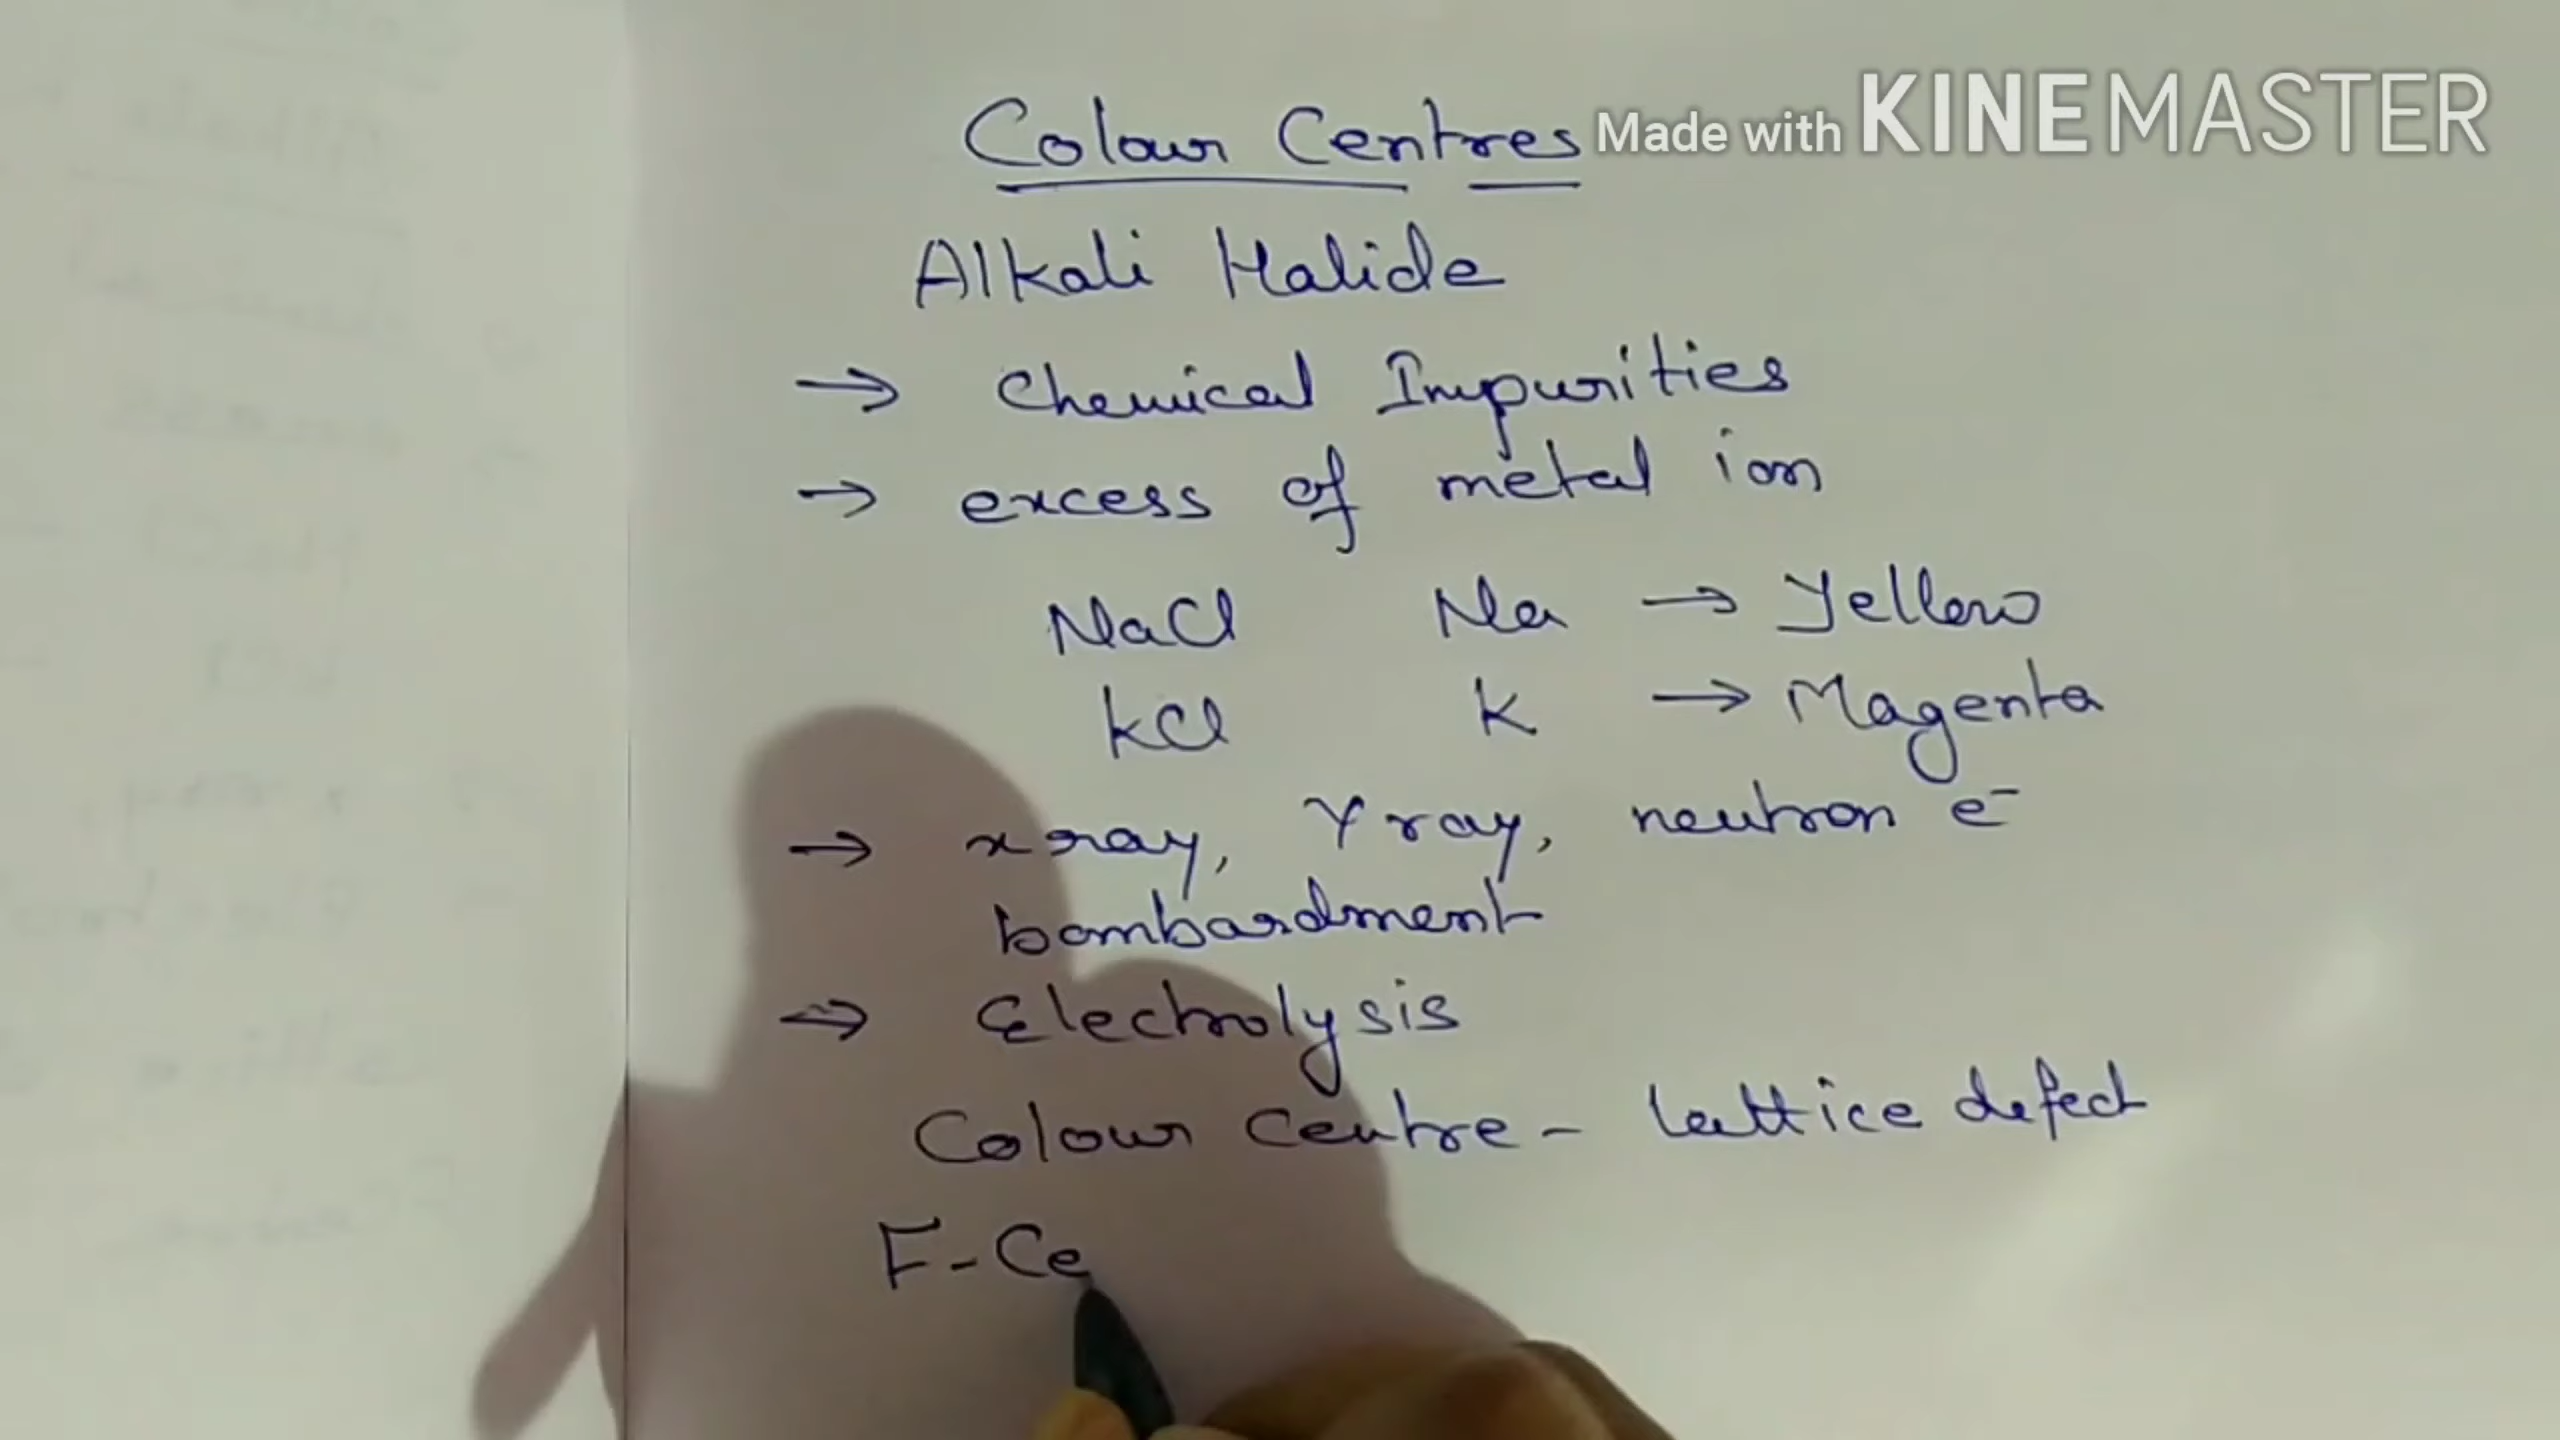 Colour Centres
Made with KINEMASTER
Alkali Halide
→ Chemical Impurities
→ excess of metal ion
NaCl Na → Yellow
KCl K → Magenta
→ x ray, γ ray, neutron e⁻
bombardment
→ Electrolysis
Colour Centre - lattice defect
F-Ce